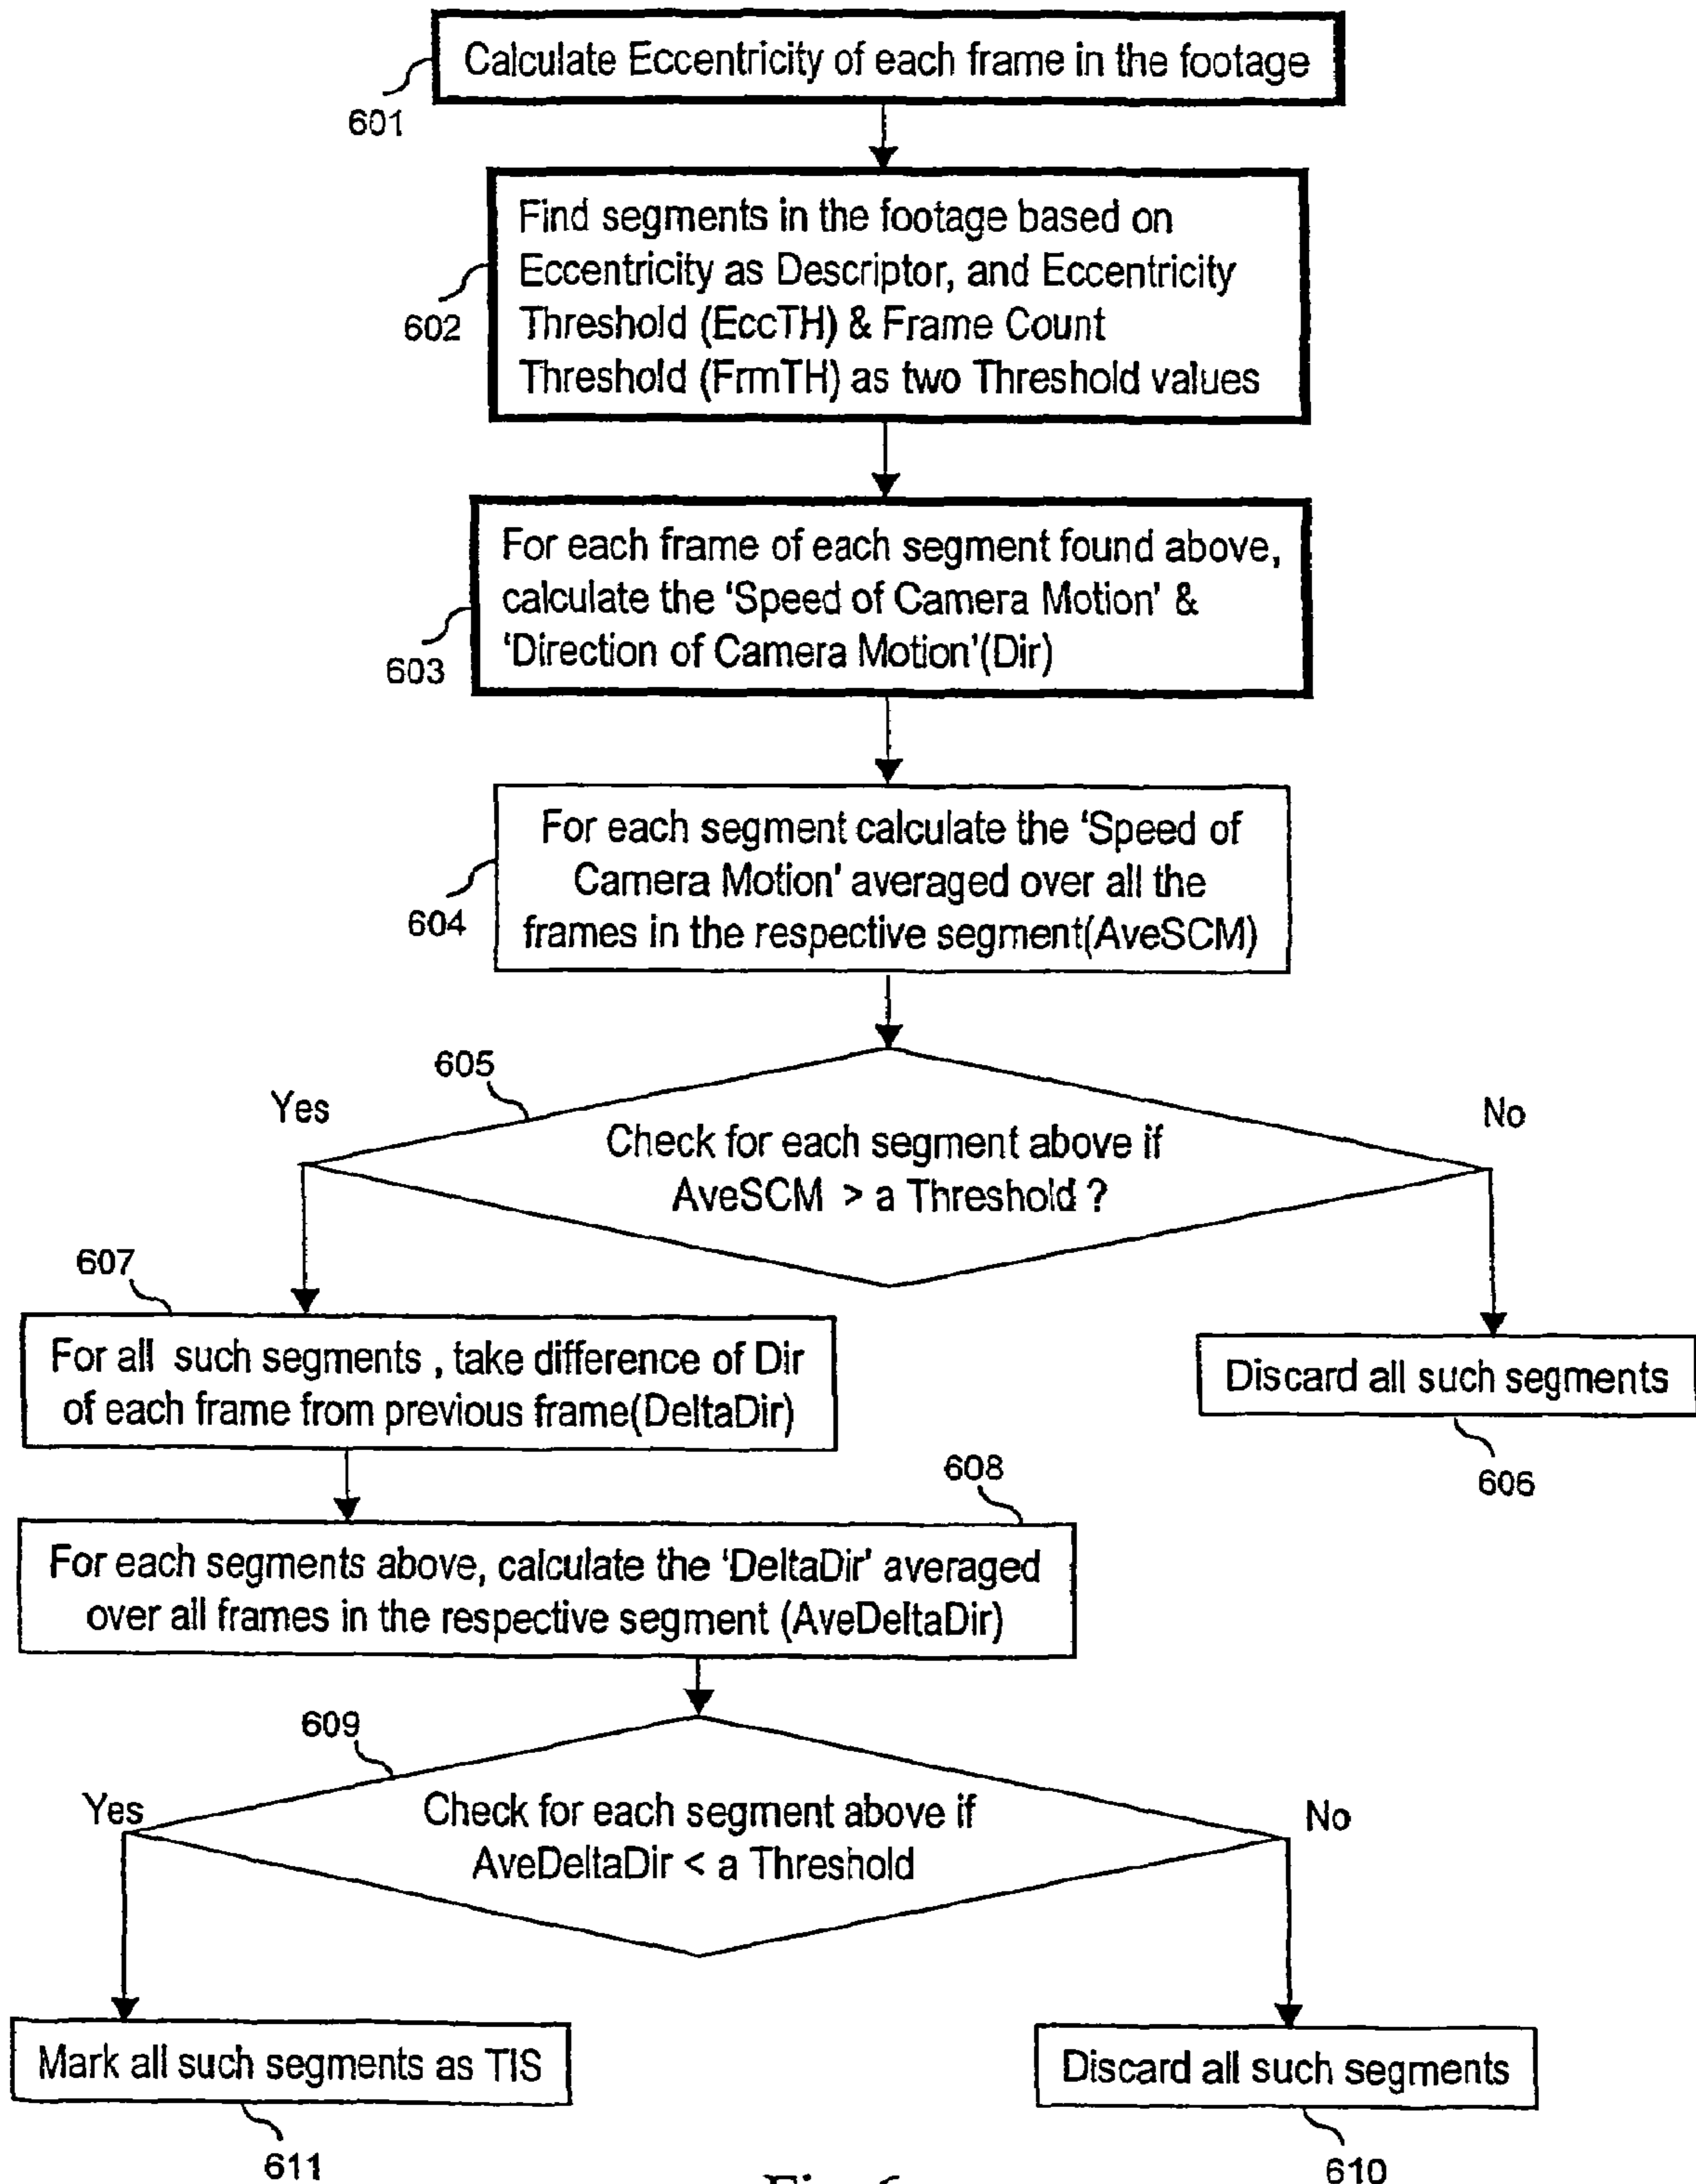 Calculate Eccentricity of each frame in the footage
601
Find segments in the footage based on
Eccentricity as Descriptor, and Eccentricity
Threshold (EccTH) & Frame Count
Threshold (FrmTH) as two Threshold values
602
For each frame of each segment found above,
calculate the ‘Speed of Camera Motion’ &
‘Direction of Camera Motion’(Dir)
603
For each segment calculate the ‘Speed of
Camera Motion’ averaged over all the
frames in the respective segment(AveSCM)
604
605
Yes
No
Check for each segment above if
AveSCM > a Threshold ?
607
For all such segments , take difference of Dir
of each frame from previous frame(DeltaDir)
Discard all such segments
606
608
For each segments above, calculate the ‘DeltaDir’ averaged
over all frames in the respective segment (AveDeltaDir)
609
Yes
No
Check for each segment above if
AveDeltaDir < a Threshold
Mark all such segments as TIS
Discard all such segments
611
610